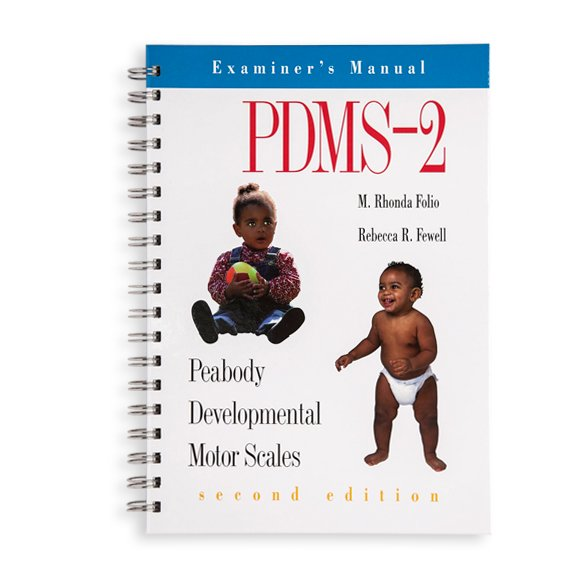 Examiner's Manual
PDMS-2
M. Rhonda Folio
Rebecca R. Fewell
Peabody
Developmental
Motor Scales
second edition